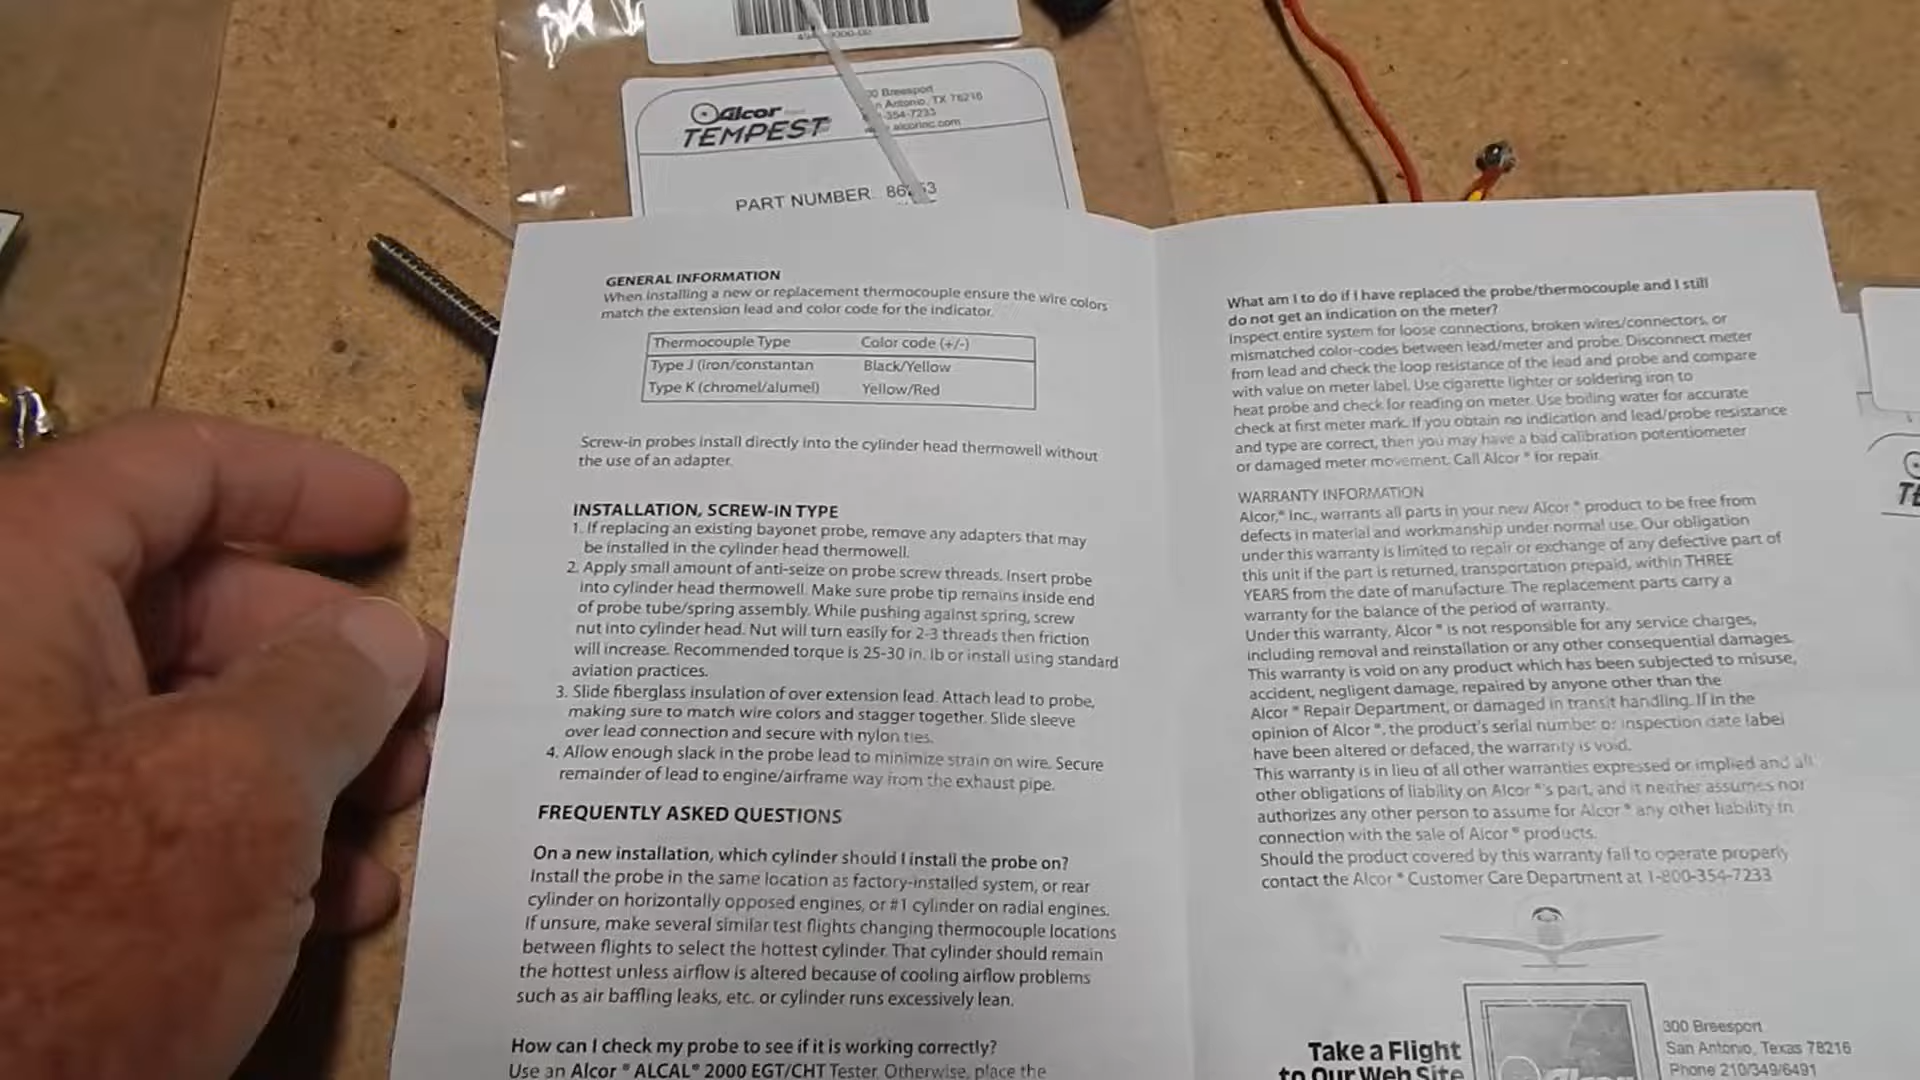 Alcor
TEMPEST
Breesport
Antonio, TX 78216
354-7233
alcorinc.com
PART NUMBER
GENERAL INFORMATION
When installing a new or replacement thermocouple ensure the wire colors
match the extension lead and color code for the indicator.
Thermocouple Type Color code (+/-)
Type J (iron/constantan Black/Yellow
Type K (chromel/alumel) Yellow/Red
Screw-in probes install directly into the cylinder head thermowell without
the use of an adapter.
INSTALLATION, SCREW-IN TYPE
1. If replacing an existing bayonet probe, remove any adapters that may
be installed in the cylinder head thermowell.
2. Apply small amount of anti-seize on probe screw threads. Insert probe
into cylinder head thermowell. Make sure probe tip remains inside end
of probe tube/spring assembly. While pushing against spring, screw
nut into cylinder head. Nut will turn easily for 2-3 threads then friction
will increase. Recommended torque is 25-30 in. lb or install using standard
aviation practices.
3. Slide fiberglass insulation of over extension lead. Attach lead to probe,
making sure to match wire colors and stagger together. Slide sleeve
over lead connection and secure with nylon ties.
4. Allow enough slack in the probe lead to minimize strain on wire. Secure
remainder of lead to engine/airframe way from the exhaust pipe.
FREQUENTLY ASKED QUESTIONS
On a new installation, which cylinder should I install the probe on?
Install the probe in the same location as factory-installed system, or rear
cylinder on horizontally opposed engines, or #1 cylinder on radial engines.
If unsure, make several similar test flights changing thermocouple locations
between flights to select the hottest cylinder. That cylinder should remain
the hottest unless airflow is altered because of cooling airflow problems
such as air baffling leaks, etc. or cylinder runs excessively lean.
How can I check my probe to see if it is working correctly?
Use an Alcor ® ALCAL® 2000 EGT/CHT Tester. Otherwise, place the
What am I to do if I have replaced the probe/thermocouple and I still
do not get an indication on the meter?
Inspect entire system for loose connections, broken wires/connectors, or
mismatched color-codes between lead/meter and probe. Disconnect meter
from lead and check the loop resistance of the lead and probe and compare
with value on meter label. Use cigarette lighter or soldering iron to
heat probe and check for reading on meter. Use boiling water for accurate
check at first meter mark. If you obtain no indication and lead/probe resistance
and type are correct, then you may have a bad calibration potentiometer
or damaged meter movement. Call Alcor ® for repair.
WARRANTY INFORMATION
Alcor,® Inc., warrants all parts in your new Alcor ® product to be free from
defects in material and workmanship under normal use. Our obligation
under this warranty is limited to repair or exchange of any defective part of
this unit if the part is returned, transportation prepaid, within THREE
YEARS from the date of manufacture. The replacement parts carry a
warranty for the balance of the period of warranty.
Under this warranty, Alcor ® is not responsible for any service charges,
including removal and reinstallation or any other consequential damages.
This warranty is void on any product which has been subjected to misuse,
accident, negligent damage, repaired by anyone other than the
Alcor ® Repair Department, or damaged in transit handling. If in the
opinion of Alcor ®, the product's serial number or inspection date label
have been altered or defaced, the warranty is void.
This warranty is in lieu of all other warranties expressed or implied and all
other obligations of liability on Alcor ®'s part, and it neither assumes nor
authorizes any other person to assume for Alcor ® any other liability in
connection with the sale of Alcor ® products.
Should the product covered by this warranty fail to operate properly
contact the Alcor ® Customer Care Department at 1-800-354-7233
Take a Flight
to Our Web Site
300 Breesport
San Antonio, Texas 78216
Phone 210/349/6491